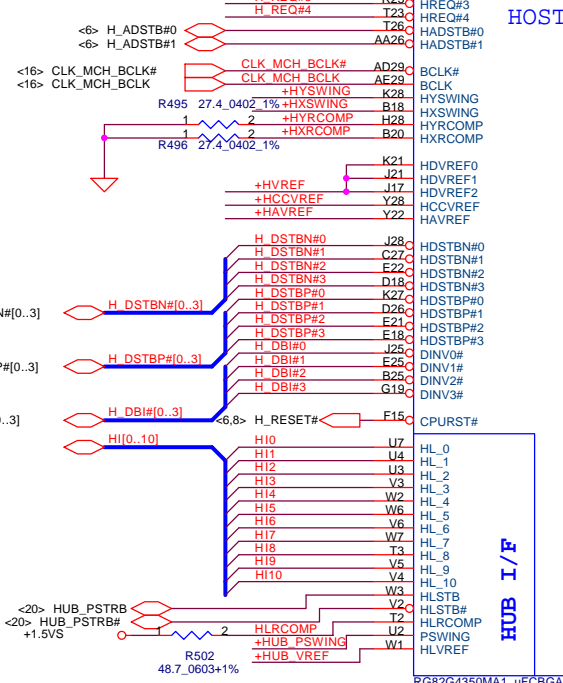 H_REQ#4 T23 HREQ#3
HREQ#4 HOST
<6> H_ADSTB#0 T26 HADSTB#0
<6> H_ADSTB#1 AA26 HADSTB#1
<16> CLK_MCH_BCLK# CLK_MCH_BCLK# AD29 BCLK#
<16> CLK_MCH_BCLK CLK_MCH_BCLK AE29 BCLK
+HYSWING K28 HYSWING
R495 27.4_0402_1% +HXSWING B18 HXSWING
1 2 +HYRCOMP H28 HYRCOMP
1 2 +HXRCOMP B20 HXRCOMP
R496 27.4_0402_1%
K21 HDVREF0
J21 HDVREF1
+HVREF J17 HDVREF2
+HCCVREF Y28 HCCVREF
+HAVREF Y22 HAVREF
H_DSTBN#0 J28 HDSTBN#0
H_DSTBN#1 C27 HDSTBN#1
H_DSTBN#2 E22 HDSTBN#2
H_DSTBN#3 D18 HDSTBN#3
H_DSTBP#0 K27 HDSTBP#0
N#[0..3] H_DSTBN#[0..3] H_DSTBP#1 D26 HDSTBP#1
H_DSTBP#2 E21 HDSTBP#2
H_DSTBP#3 E18 HDSTBP#3
H_DBI#0 J25 DINV0#
P#[0..3] H_DSTBP#[0..3] H_DBI#1 E25 DINV1#
H_DBI#2 B25 DINV2#
H_DBI#3 G19 DINV3#
0..3] H_DBI#[0..3] <6,8> H_RESET# F15 CPURST#
HI[0..10]
HI0 U7 HL_0
HI1 U4 HL_1
HI2 U3 HL_2
HI3 V3 HL_3
HI4 W2 HL_4
HI5 W6 HL_5
HI6 V6 HL_6
HI7 W7 HL_7
HI8 T3 HL_8
HI9 V5 HL_9
HI10 V4 HL_10
HUB I/F
<20> HUB_PSTRB W3 HLSTB
<20> HUB_PSTRB# V2 HLSTB#
+1.5VS 1 2 HLRCOMP T2 HLRCOMP
+HUB_PSWING U2 PSWING
R502 +HUB_VREF W1 HLVREF
48.7_0603+1%
RG82G4350MA1_uFCBGA